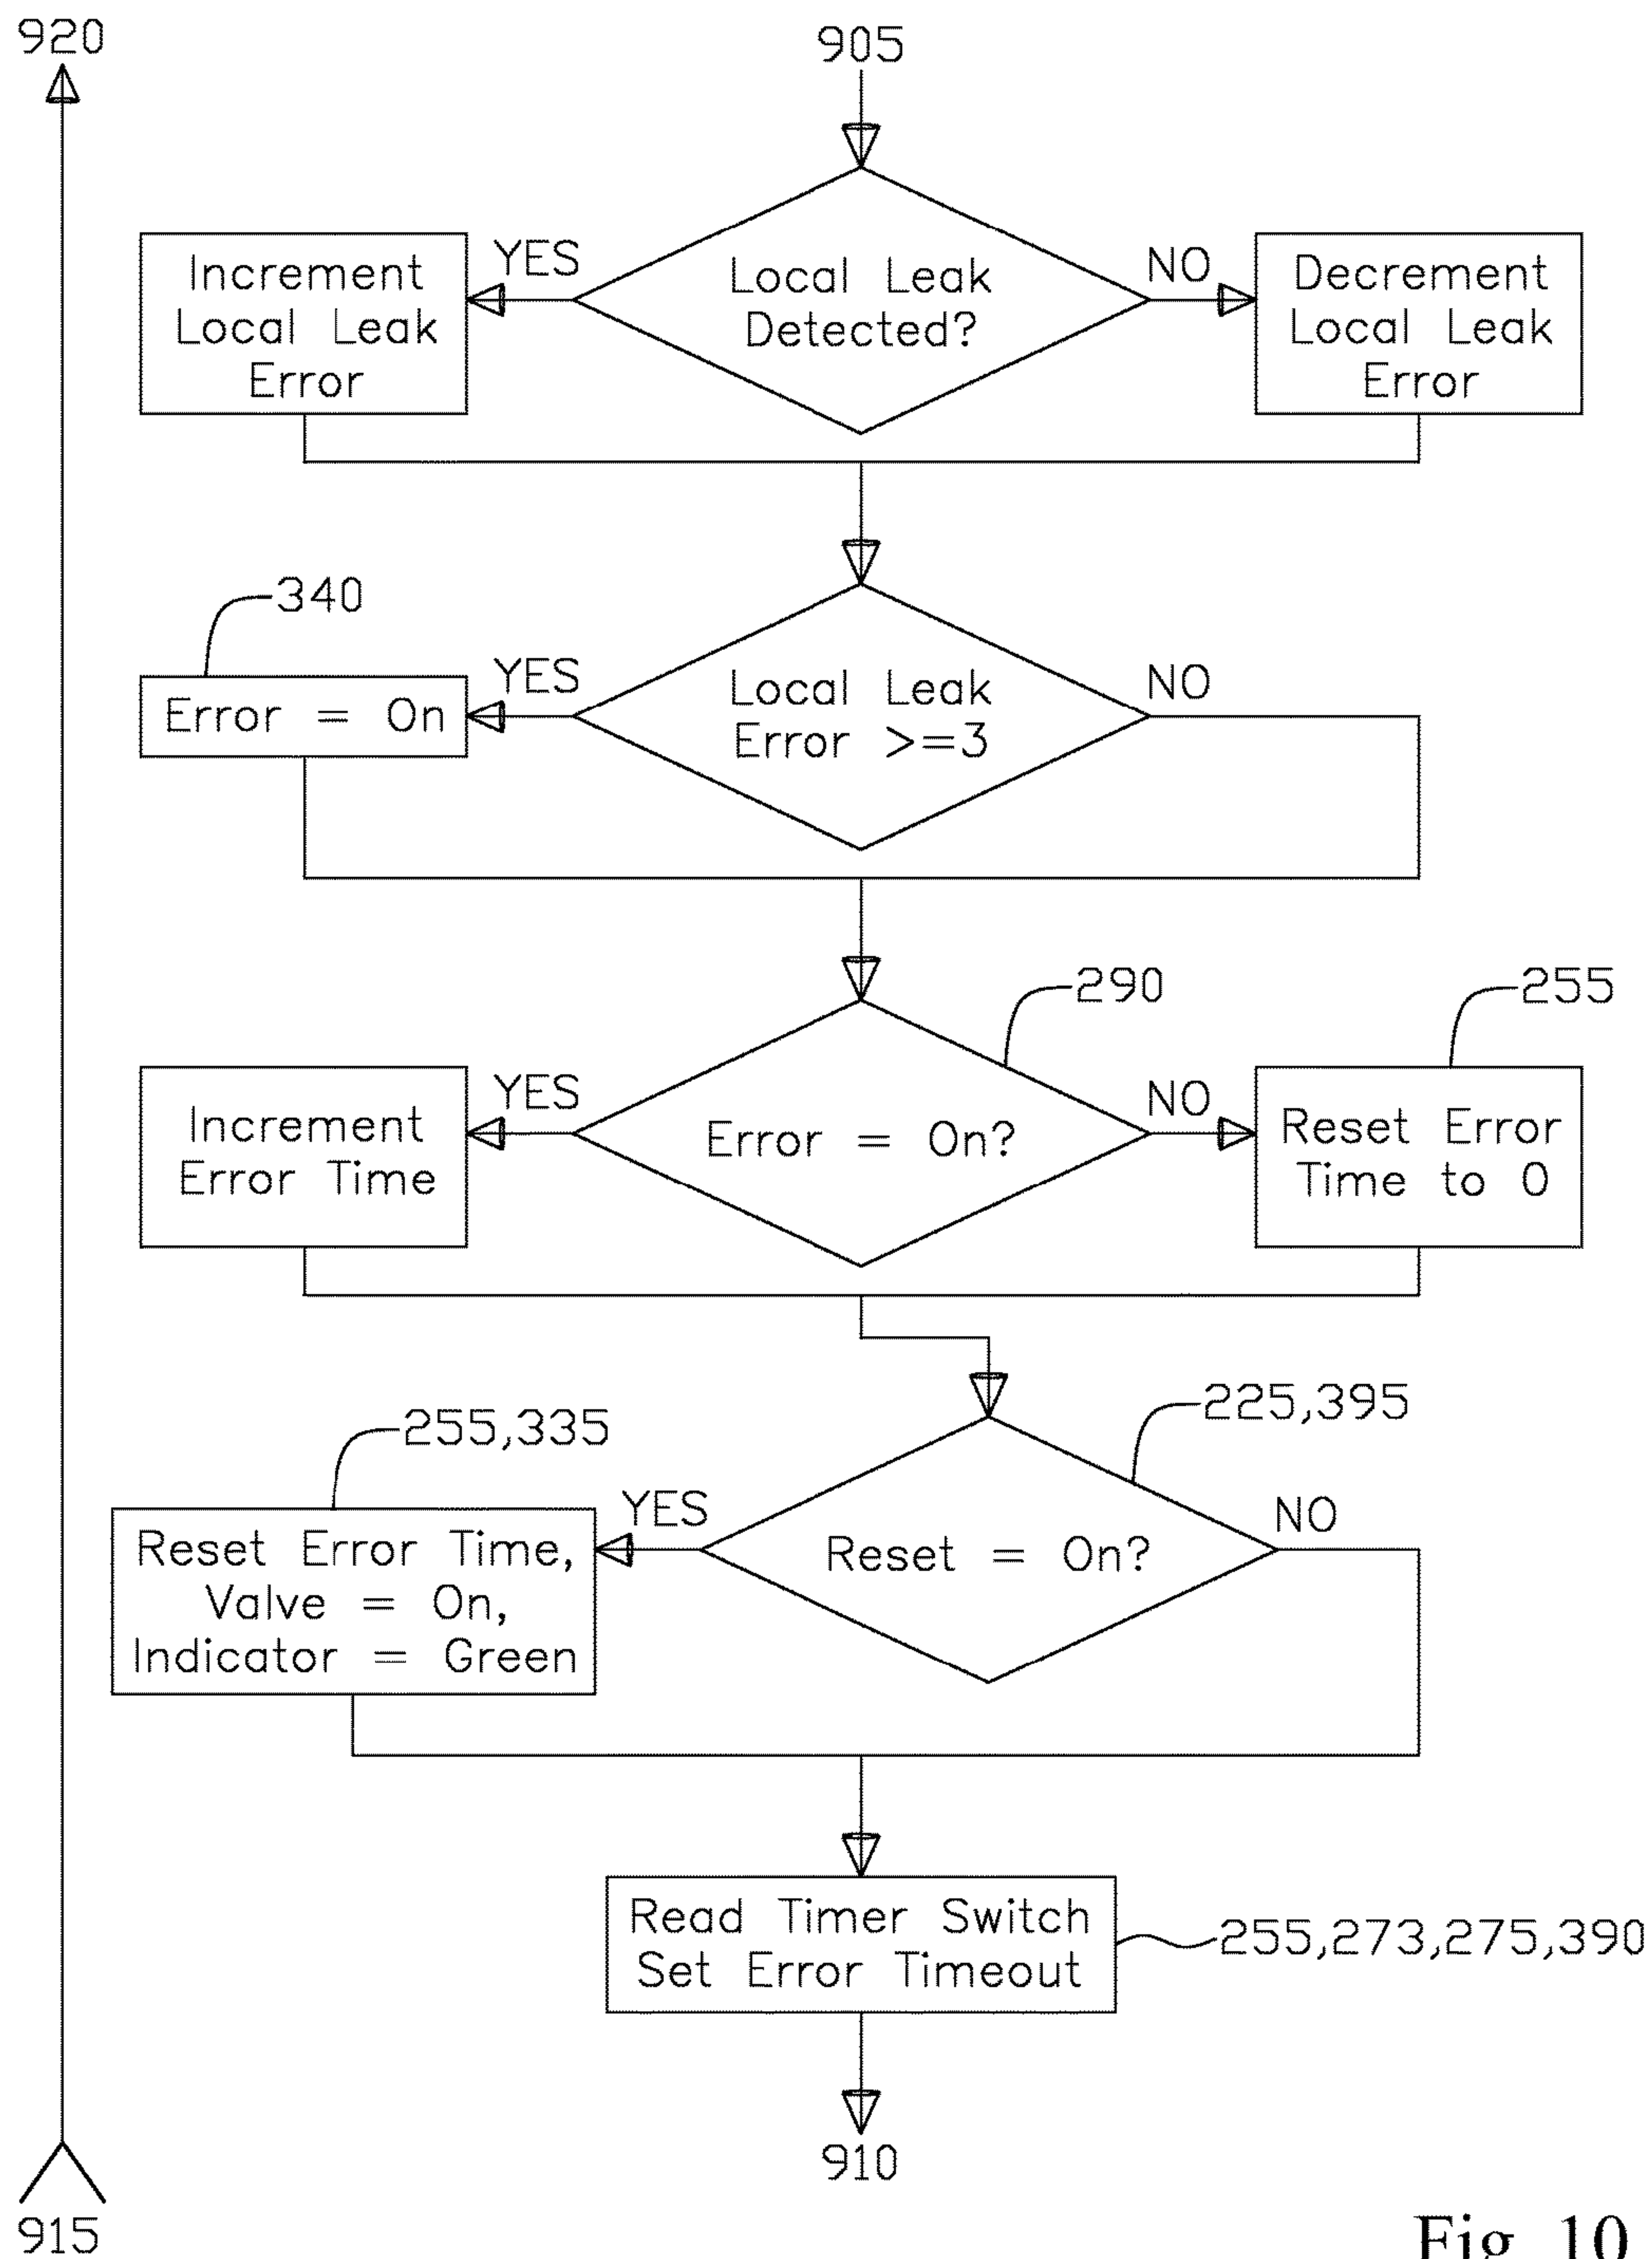 920
905
YES
NO
Increment
Local Leak
Error
Local Leak
Detected?
Decrement
Local Leak
Error
340
YES
NO
Error = On
Local Leak
Error >=3
290
255
YES
NO
Increment
Error Time
Error = On?
Reset Error
Time to 0
225,395
255,335
YES
NO
Reset Error Time,
Valve = On,
Indicator = Green
Reset = On?
Read Timer Switch
Set Error Timeout
255,273,275,390
910
915
Fig. 10